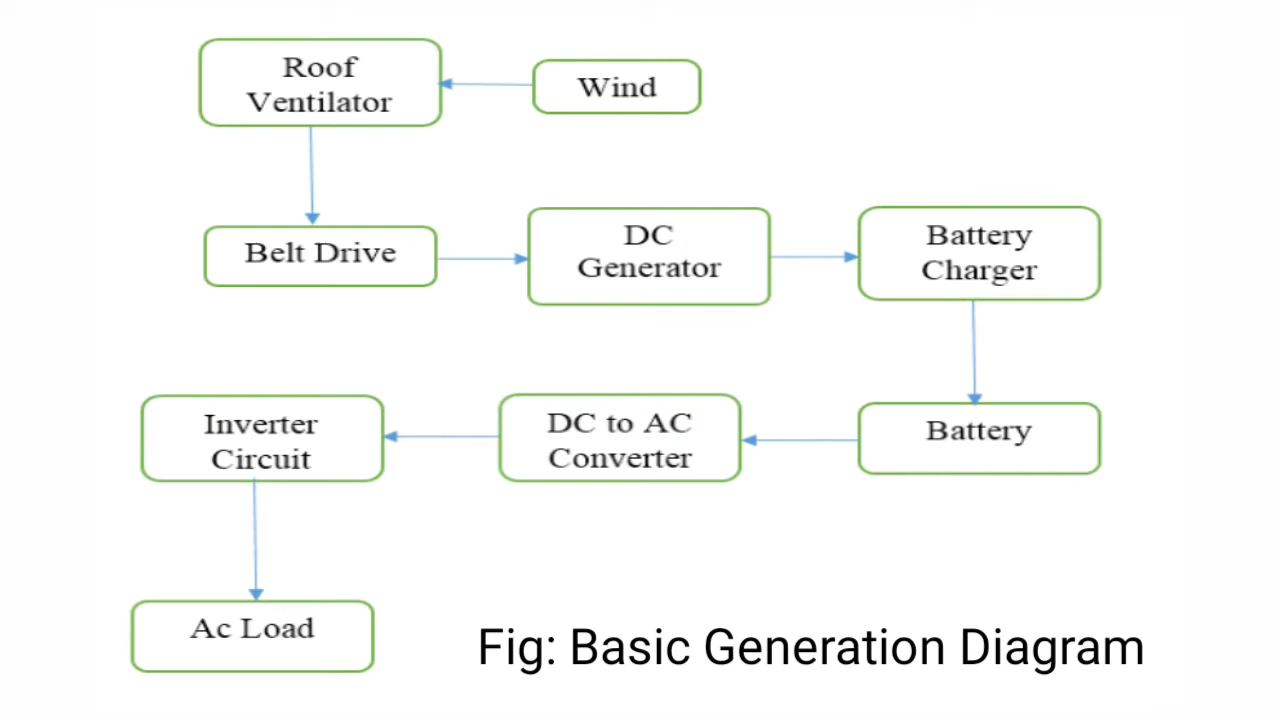 Roof
Ventilator
Wind
Belt Drive
DC
Generator
Battery
Charger
Inverter
Circuit
DC to AC
Converter
Battery
Ac Load
Fig: Basic Generation Diagram